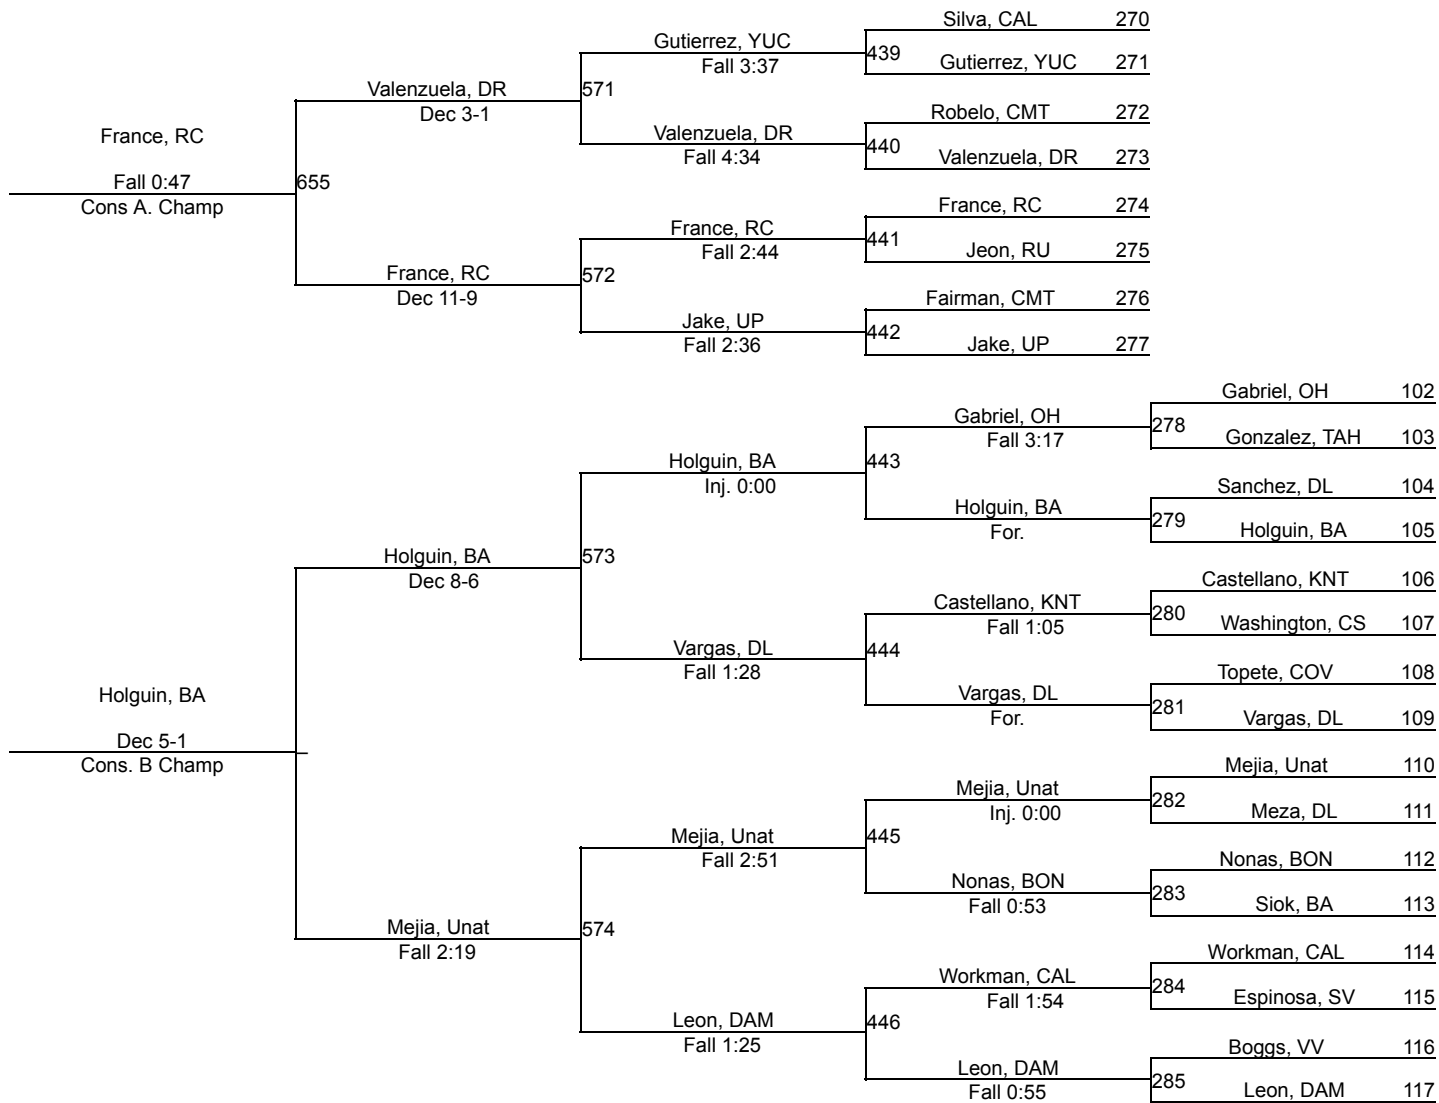 Silva, CAL 270
Gutierrez, YUC 439
Fall 3:37 Gutierrez, YUC 271
Valenzuela, DR 571
Dec 3-1 Robelo, CMT 272
France, RC Valenzuela, DR 440
Fall 4:34 Valenzuela, DR 273
Fall 0:47 655
Cons A. Champ France, RC 274
France, RC 441
Fall 2:44 Jeon, RU 275
France, RC 572
Dec 11-9 Fairman, CMT 276
Jake, UP 442
Fall 2:36 Jake, UP 277
Gabriel, OH 102
Gabriel, OH 278
Fall 3:17 Gonzalez, TAH 103
Holguin, BA 443
Inj. 0:00 Sanchez, DL 104
Holguin, BA 279
For. Holguin, BA 105
Holguin, BA 573
Dec 8-6 Castellano, KNT 106
Castellano, KNT 280
Fall 1:05 Washington, CS 107
Vargas, DL 444
Fall 1:28 Topete, COV 108
Holguin, BA Vargas, DL 281
For. Vargas, DL 109
Dec 5-1
Cons. B Champ Mejia, Unat 110
Mejia, Unat 282
Inj. 0:00 Meza, DL 111
Mejia, Unat 445
Fall 2:51 Nonas, BON 112
Nonas, BON 283
Fall 0:53 Siok, BA 113
Mejia, Unat 574
Fall 2:19 Workman, CAL 114
Workman, CAL 284
Fall 1:54 Espinosa, SV 115
Leon, DAM 446
Fall 1:25 Boggs, VV 116
Leon, DAM 285
Fall 0:55 Leon, DAM 117